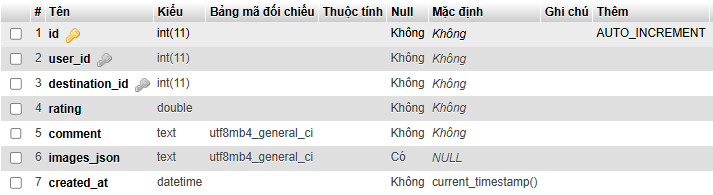 # Tên Kiểu Bảng mã đối chiếu Thuộc tính Null Mặc định Ghi chú Thêm
1 id int(11) Không Không AUTO_INCREMENT
2 user_id int(11) Không Không
3 destination_id int(11) Không Không
4 rating double Không Không
5 comment text utf8mb4_general_ci Không Không
6 images_json text utf8mb4_general_ci Có NULL
7 created_at datetime Không current_timestamp()